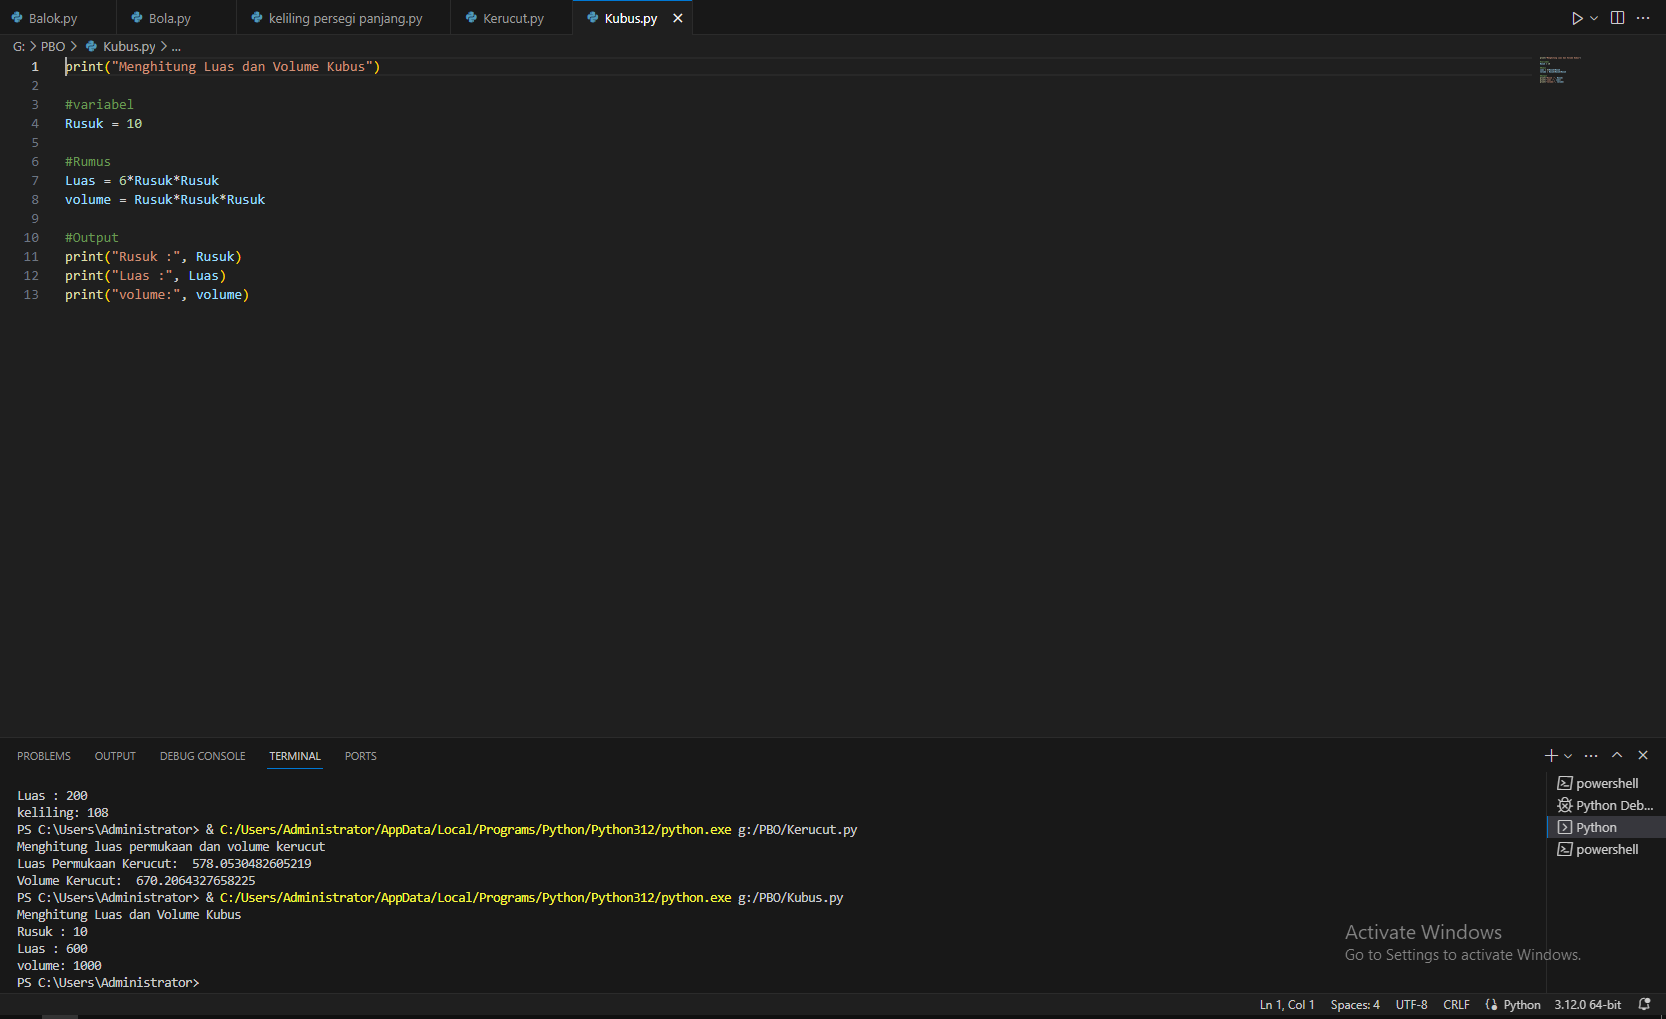 Balok.py
Bola.py
keliling persegi panjang.py
Kerucut.py
Kubus.py
G: > PBO > Kubus.py > ...
1 print("Menghitung Luas dan Volume Kubus")
2
3 #variabel
4 Rusuk = 10
5
6 #Rumus
7 Luas = 6*Rusuk*Rusuk
8 volume = Rusuk*Rusuk*Rusuk
9
10 #Output
11 print("Rusuk :", Rusuk)
12 print("Luas :", Luas)
13 print("volume:", volume)
PROBLEMS OUTPUT DEBUG CONSOLE TERMINAL PORTS
Luas : 200
keliling: 108
PS C:\Users\Administrator> & C:/Users/Administrator/AppData/Local/Programs/Python/Python312/python.exe g:/PBO/Kerucut.py
Menghitung luas permukaan dan volume kerucut
Luas Permukaan Kerucut:  578.0530482605219
Volume Kerucut:  670.2064327658225
PS C:\Users\Administrator> & C:/Users/Administrator/AppData/Local/Programs/Python/Python312/python.exe g:/PBO/Kubus.py
Menghitung Luas dan Volume Kubus
Rusuk : 10
Luas : 600
volume: 1000
PS C:\Users\Administrator>
powershell
Python Deb...
Python
powershell
Activate Windows
Go to Settings to activate Windows.
Ln 1, Col 1 Spaces: 4 UTF-8 CRLF Python 3.12.0 64-bit